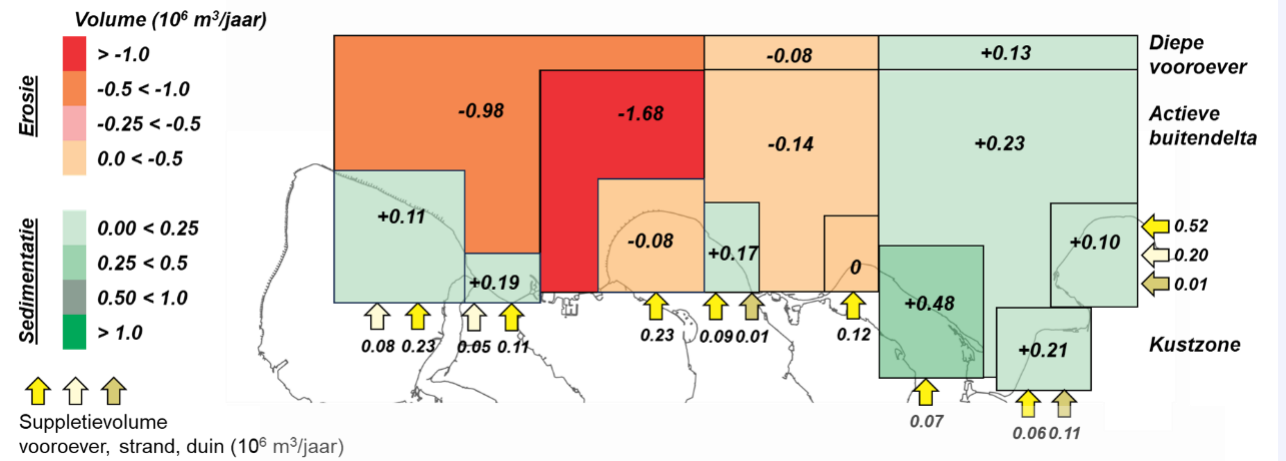 Volume (10⁶ m³/jaar)
Erosie
> -1.0
-0.5 < -1.0
-0.25 < -0.5
0.0 < -0.5
Sedimentatie
0.00 < 0.25
0.25 < 0.5
0.50 < 1.0
> 1.0
Suppletievolume
vooroever, strand, duin (10⁶ m³/jaar)
-0.08
+0.13
Diepe
vooroever
-0.98
-1.68
-0.14
+0.23
Actieve
buitendelta
+0.11
+0.19
-0.08
+0.17
0
+0.48
+0.10
+0.21
0.52
0.20
0.01
Kustzone
0.08 0.23 0.05 0.11 0.23 0.09 0.01 0.12
0.07 0.06 0.11